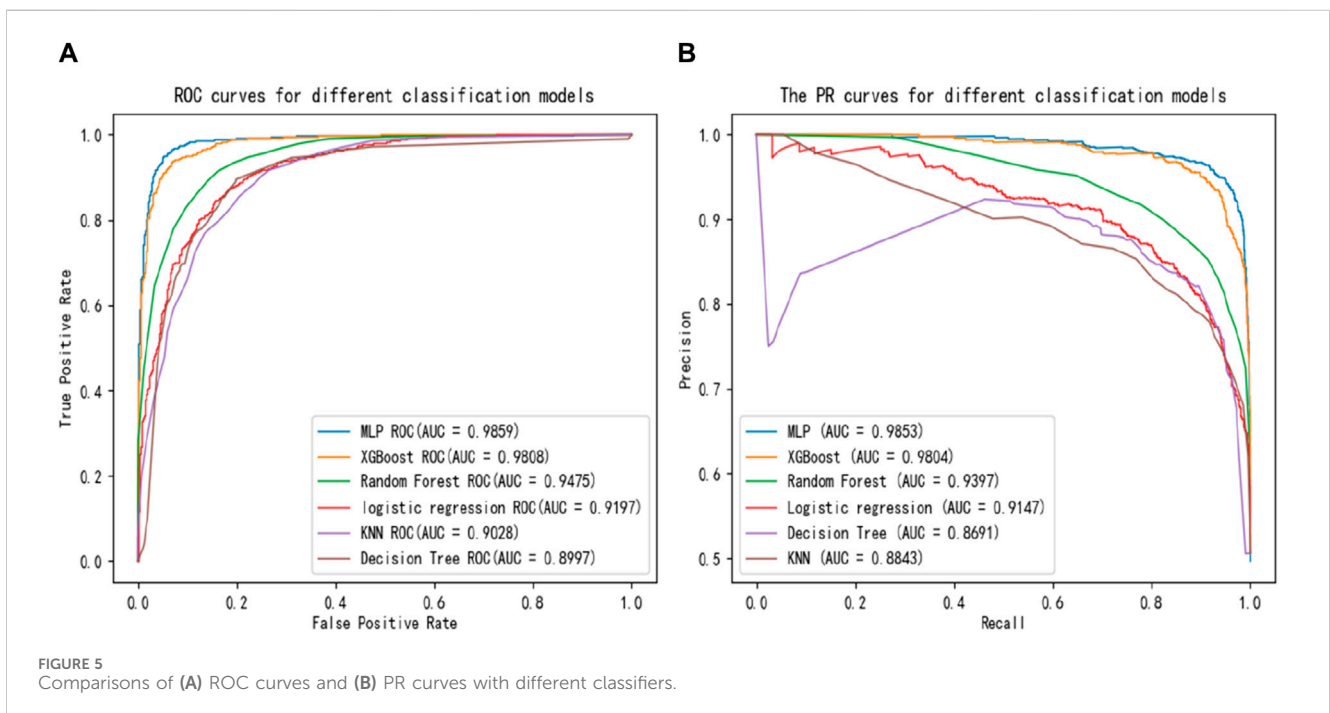 A
ROC curves for different classification models
True Positive Rate
1.0
0.8
0.6
0.4
0.2
0.0
MLP ROC(AUC = 0.9859)
XGBoost ROC(AUC = 0.9808)
Random Forest ROC(AUC = 0.9475)
logistic regression ROC(AUC = 0.9197)
KNN ROC(AUC = 0.9028)
Decision Tree ROC(AUC = 0.8997)
0.0 0.2 0.4 0.6 0.8 1.0
False Positive Rate
B
The PR curves for different classification models
Precision
1.0
0.9
0.8
0.7
0.6
0.5
MLP (AUC = 0.9853)
XGBoost (AUC = 0.9804)
Random Forest (AUC = 0.9397)
Logistic regression (AUC = 0.9147)
Decision Tree (AUC = 0.8691)
KNN (AUC = 0.8843)
0.0 0.2 0.4 0.6 0.8 1.0
Recall
FIGURE 5
Comparisons of (A) ROC curves and (B) PR curves with different classifiers.